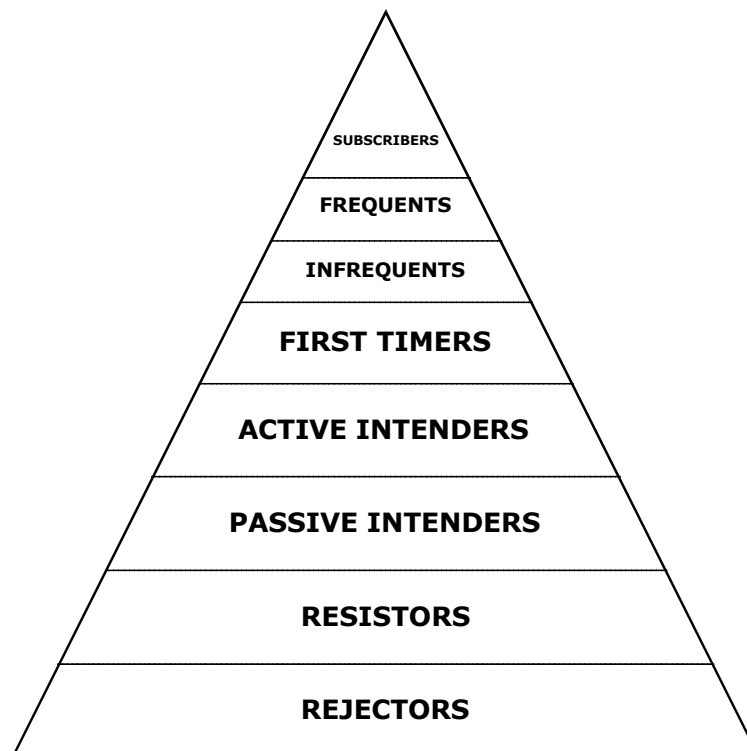 SUBSCRIBERS
FREQUENTS
INFREQUENTS
FIRST TIMERS
ACTIVE INTENDERS
PASSIVE INTENDERS
RESISTORS
REJECTORS